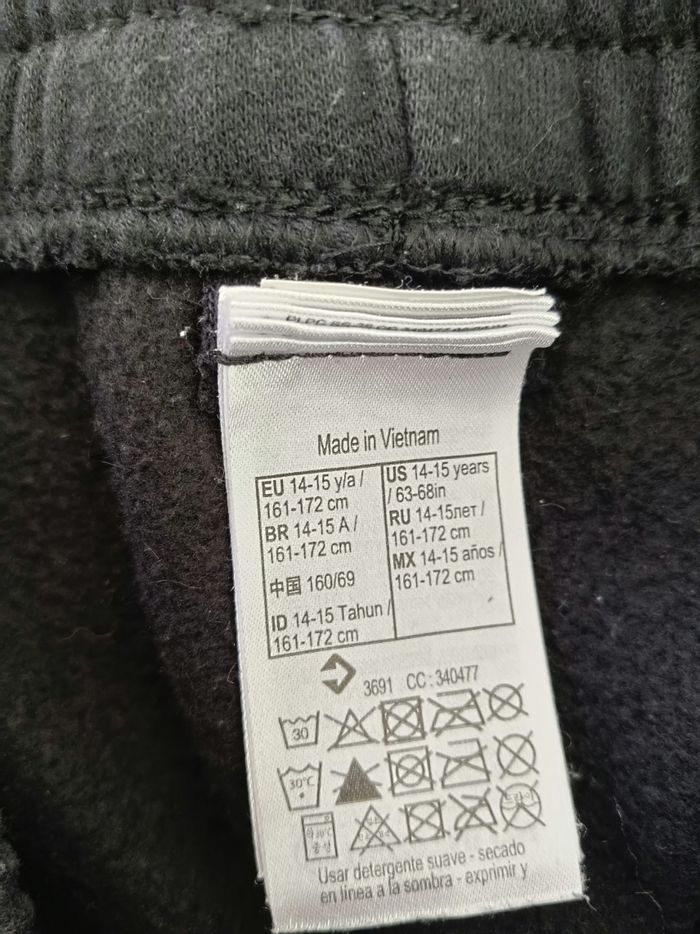 Made in Vietnam
EU 14-15 y/a /
161-172 cm
BR 14-15 A /
161-172 cm
中国 160/69
ID 14-15 Tahun /
161-172 cm
US 14-15 years
/ 63-68in
RU 14-15лет /
161-172 cm
MX 14-15 años /
161-172 cm
3691 CC : 340477
30
30°C
Usar detergente suave - secado
en línea a la sombra - exprimir y